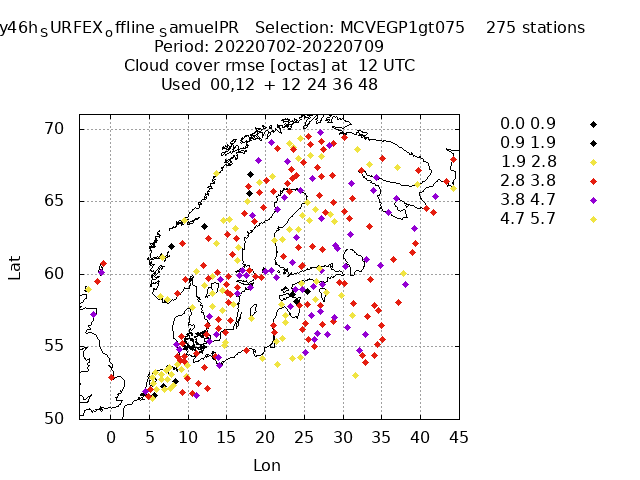 y46hSURFEXoffline SamuelPR Selection: MCVEGP1gt075 275 stations
Period: 20220702-20220709
Cloud cover rmse [octas] at 12 UTC
Used 00,12 + 12 24 36 48
70
65
60
55
50
0 5 10 15 20 25 30 35 40 45
Lat
Lon
0.0 0.9
0.9 1.9
1.9 2.8
2.8 3.8
3.8 4.7
4.7 5.7